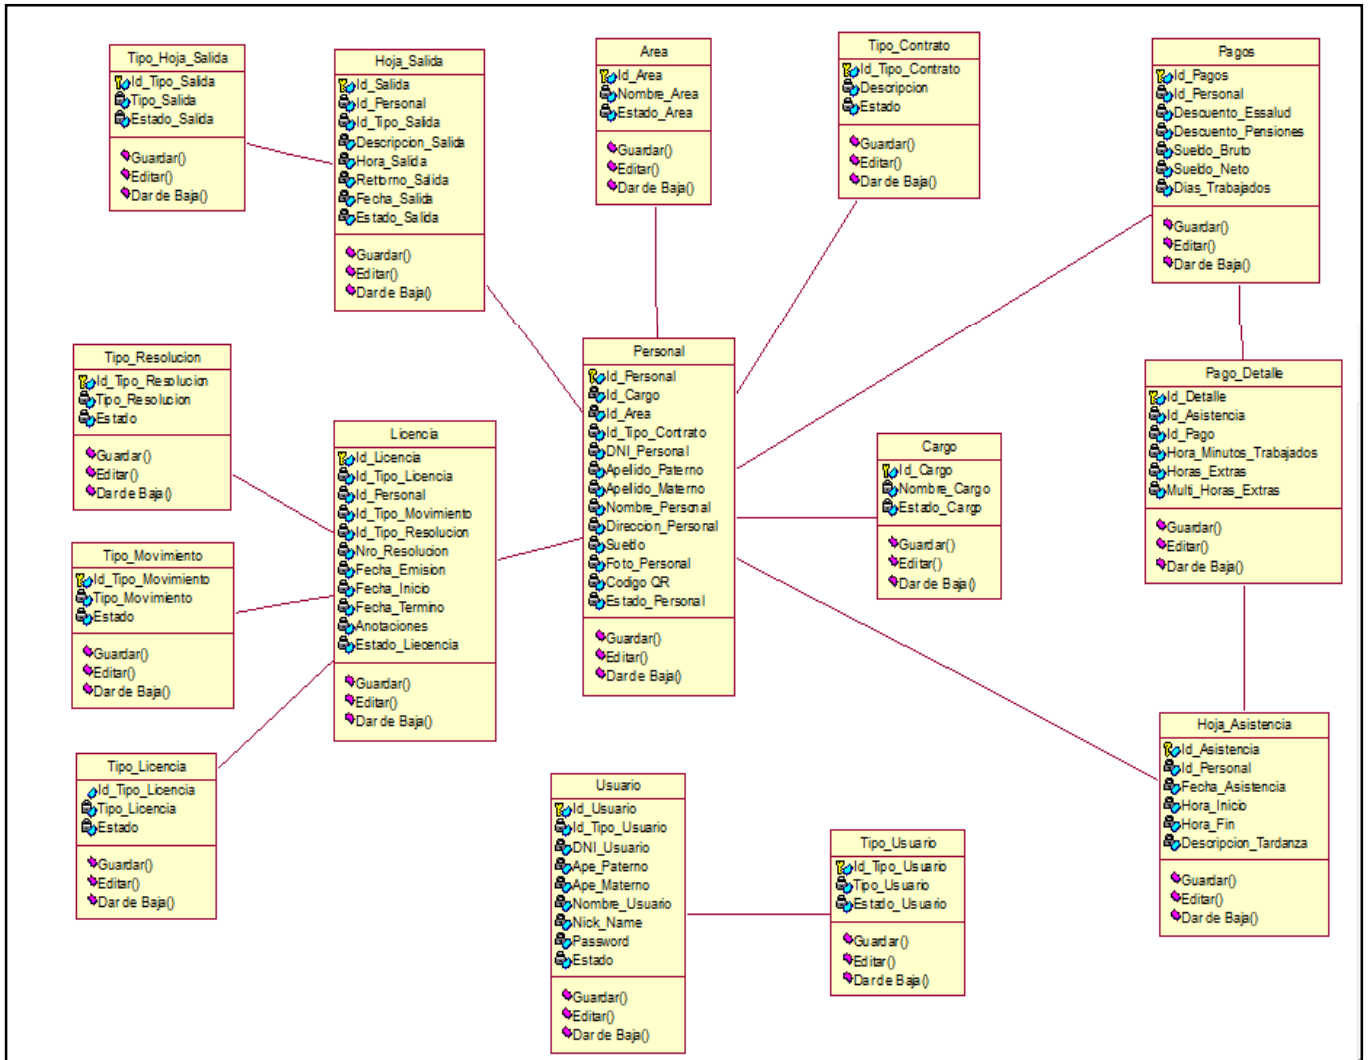 Tipo_Hoja_Salida
Id_Tipo_Salida
Tipo_Salida
Estado_Salida
Guardar()
Editar()
Dar de Baja()
Hoja_Salida
Id_Salida
Id_Personal
Id_Tipo_Salida
Descripcion_Salida
Hora_Salida
Rettorno_Salida
Fecha_Salida
Estado_Salida
Guardar()
Editar()
Dar de Baja()
Area
Id_Area
Nombre_Area
Estado_Area
Guardar()
Editar()
Dar de Baja()
Tipo_Contrato
Id_Tipo_Contrato
Descripcion
Estado
Guardar()
Editar()
Dar de Baja()
Pagos
Id_Pagos
Id_Personal
Descuento_Essalud
Descuento_Pensiones
Sueldo_Bruto
Sueldo_Neto
Dias_Trabajados
Guardar()
Editar()
Dar de Baja()
Tipo_Resolucion
Id_Tipo_Resolucion
Tipo_Resolucion
Estado
Guardar()
Editar()
Dar de Baja()
Licencia
Id_Licencia
Id_Tipo_Licencia
Id_Personal
Id_Tipo_Movimiento
Id_Tipo_Resolucion
Nro_Resolucion
Fecha_Emision
Fecha_Inicio
Fecha_Termino
Anotaciones
Estado_Liecencia
Guardar()
Editar()
Dar de Baja()
Personal
Id_Personal
Id_Cargo
Id_Area
Id_Tipo_Contrato
DNI_Personal
Apellido_Paterno
Apellido_Materno
Nombre_Personal
Direccion_Personal
Sueldo
Foto_Personal
Codigo QR
Estado_Personal
Guardar()
Editar()
Dar de Baja()
Cargo
Id_Cargo
Nombre_Cargo
Estado_Cargo
Guardar()
Editar()
Dar de Baja()
Pago_Detalle
Id_Detalle
Id_Asistencia
Id_Pago
Hora_Minutos_Trabajados
Horas_Extras
Multi_Horas_Extras
Guardar()
Editar()
Dar de Baja()
Tipo_Movimiento
Id_Tipo_Movimiento
Tipo_Movimiento
Estado
Guardar()
Editar()
Dar de Baja()
Tipo_Licencia
Id_Tipo_Licencia
Tipo_Licencia
Estado
Guardar()
Editar()
Dar de Baja()
Usuario
Id_Usuario
Id_Tipo_Usuario
DNI_Usuario
Ape_Paterno
Ape_Materno
Nombre_Usuario
Nick_Name
Password
Estado
Guardar()
Editar()
Dar de Baja()
Tipo_Usuario
Id_Tipo_Usuario
Tipo_Usuario
Estado_Usuario
Guardar()
Editar()
Dar de Baja()
Hoja_Asistencia
Id_Asistencia
Id_Personal
Fecha_Asistencia
Hora_Inicio
Hora_Fin
Descripcion_Tardanza
Guardar()
Editar()
Dar de Baja()